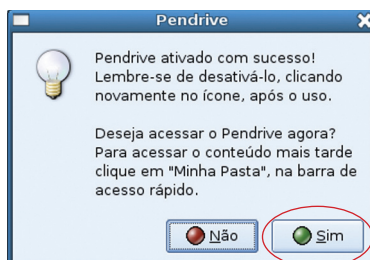 Pendrive
Pendrive ativado com sucesso!
Lembre-se de desativá-lo, clicando
novamente no ícone, após o uso.
Deseja acessar o Pendrive agora?
Para acessar o conteúdo mais tarde
clique em "Minha Pasta", na barra de
acesso rápido.
Não
Sim